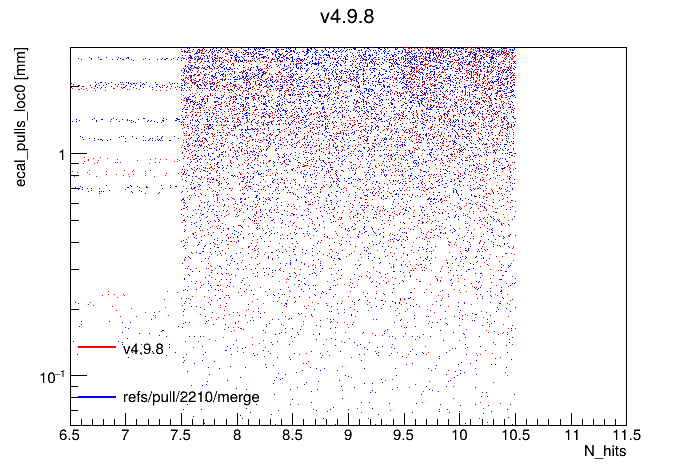 v4.9.8
ecal_pulls_loc0 [mm]
1
10⁻¹
v4.9.8
refs/pull/2210/merge
6.5 7 7.5 8 8.5 9 9.5 10 10.5 11 11.5
N_hits